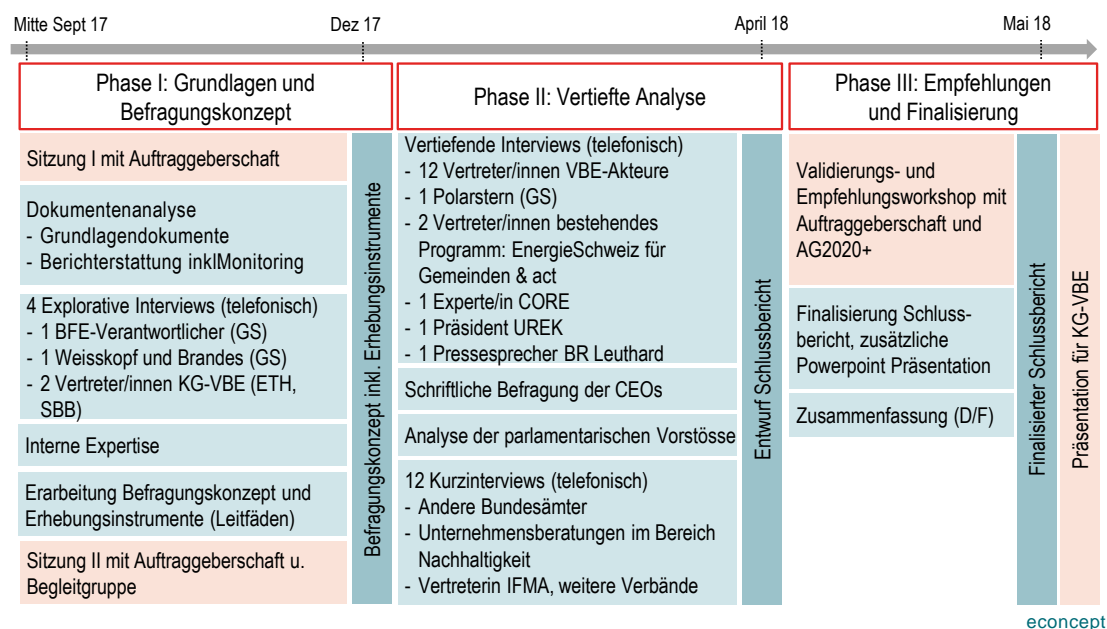 Mitte Sept 17
Dez 17
April 18
Mai 18
Phase I: Grundlagen und
Befragungskonzept
Phase II: Vertiefte Analyse
Phase III: Empfehlungen
und Finalisierung
Sitzung I mit Auftraggeberschaft
Dokumentenanalyse
- Grundlagendokumente
- Berichterstattung inklMonitoring
4 Explorative Interviews (telefonisch)
- 1 BFE-Verantwortlicher (GS)
- 1 Weisskopf und Brandes (GS)
- 2 Vertreter/innen KG-VBE (ETH,
SBB)
Interne Expertise
Erarbeitung Befragungskonzept und
Erhebungsinstrumente (Leitfäden)
Sitzung II mit Auftraggeberschaft u.
Begleitgruppe
Befragungskonzept inkl. Erhebungsinstrumente
Vertiefende Interviews (telefonisch)
- 12 Vertreter/innen VBE-Akteure
- 1 Polarstern (GS)
- 2 Vertreter/innen bestehendes
Programm: EnergieSchweiz für
Gemeinden & act
- 1 Experte/in CORE
- 1 Präsident UREK
- 1 Pressesprecher BR Leuthard
Schriftliche Befragung der CEOs
Analyse der parlamentarischen Vorstösse
12 Kurzinterviews (telefonisch)
- Andere Bundesämter
- Unternehmensberatungen im Bereich
Nachhaltigkeit
- Vertreterin IFMA, weitere Verbände
Entwurf Schlussbericht
Validierungs- und
Empfehlungsworkshop mit
Auftraggeberschaft und
AG2020+
Finalisierung Schluss-
bericht, zusätzliche
Powerpoint Präsentation
Zusammenfassung (D/F)
Finalisierter Schlussbericht
Präsentation für KG-VBE
econcept